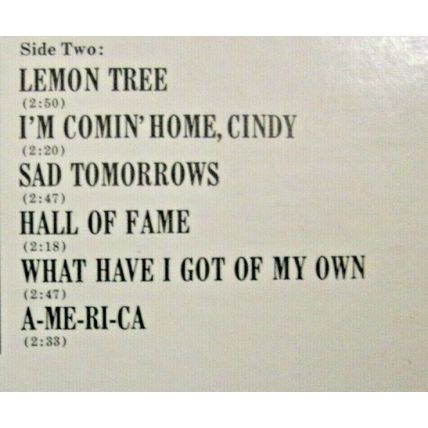 Side Two:
LEMON TREE
(2:50)
I'M COMIN' HOME, CINDY
(2:20)
SAD TOMORROWS
(2:47)
HALL OF FAME
(2:18)
WHAT HAVE I GOT OF MY OWN
(2:47)
A-ME-RI-CA
(2:33)